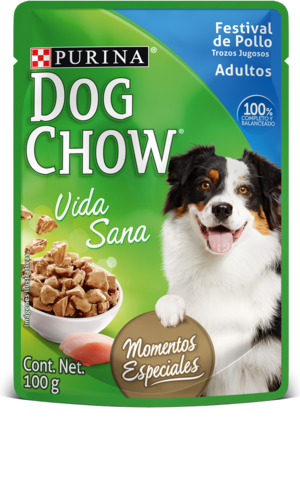 PURINA
DOG
CHOW®
Vida
Sana
Festival
de Pollo
Trozos Jugosos
Adultos
100%
COMPLETO Y
BALANCEADO
Momentos
Especiales
Cont. Net.
100 g